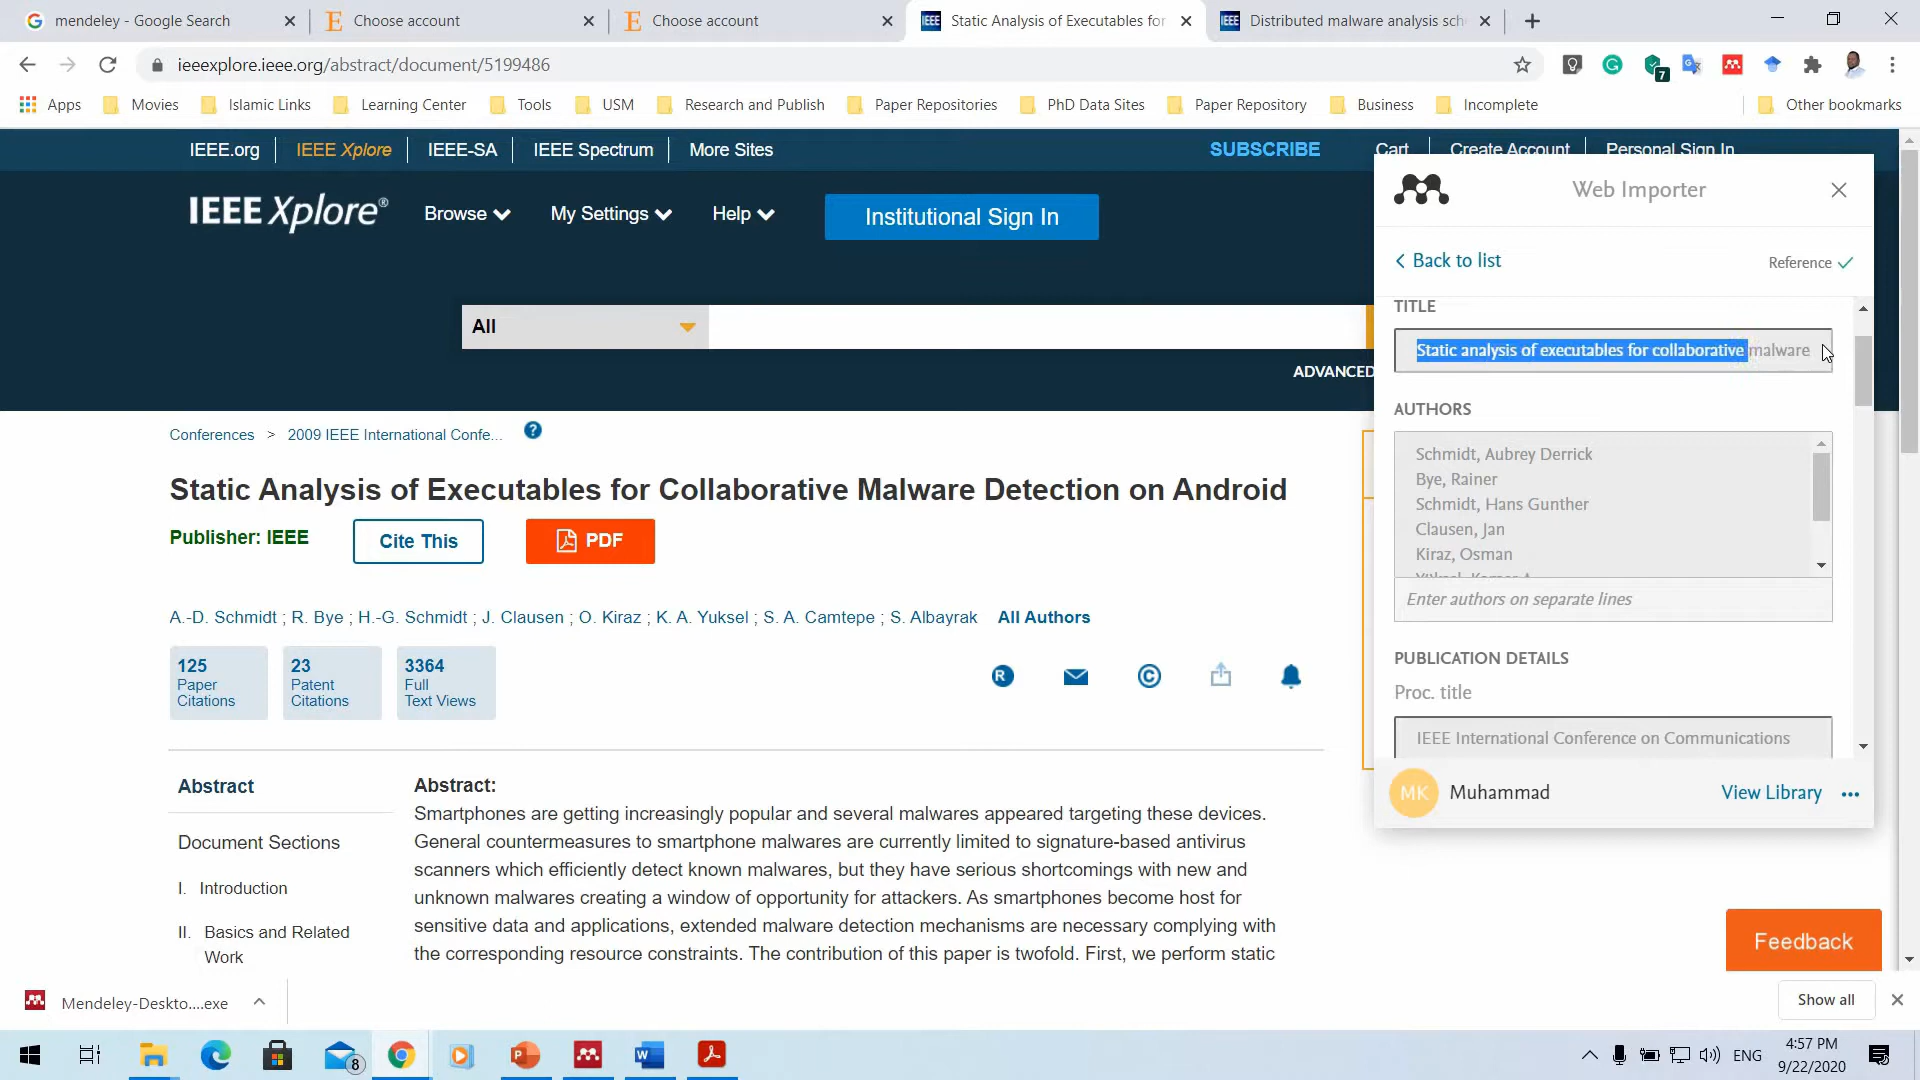 mendeley - Google Search
Choose account
Choose account
Static Analysis of Executables for
Distributed malware analysis sch
ieeexplore.ieee.org/abstract/document/5199486
7
Apps
Movies
Islamic Links
Learning Center
Tools
USM
Research and Publish
Paper Repositories
PhD Data Sites
Paper Repository
Business
Incomplete
Other bookmarks
IEEE.org
IEEE Xplore
IEEE-SA
IEEE Spectrum
More Sites
SUBSCRIBE
Cart
Create Account
Personal Sign In
IEEE Xplore®
Browse
My Settings
Help
Institutional Sign In
All
ADVANCED
Conferences > 2009 IEEE International Confe...
Static Analysis of Executables for Collaborative Malware Detection on Android
Publisher: IEEE
Cite This
PDF
A.-D. Schmidt ; R. Bye ; H.-G. Schmidt ; J. Clausen ; O. Kiraz ; K. A. Yuksel ; S. A. Camtepe ; S. Albayrak All Authors
125
Paper
Citations
23
Patent
Citations
3364
Full
Text Views
Abstract
Document Sections
I. Introduction
II. Basics and Related
Work
Abstract:
Smartphones are getting increasingly popular and several malwares appeared targeting these devices.
General countermeasures to smartphone malwares are currently limited to signature-based antivirus
scanners which efficiently detect known malwares, but they have serious shortcomings with new and
unknown malwares creating a window of opportunity for attackers. As smartphones become host for
sensitive data and applications, extended malware detection mechanisms are necessary complying with
the corresponding resource constraints. The contribution of this paper is twofold. First, we perform static
Web Importer
Back to list
Reference
TITLE
Static analysis of executables for collaborative malware
AUTHORS
Schmidt, Aubrey Derrick
Bye, Rainer
Schmidt, Hans Gunther
Clausen, Jan
Kiraz, Osman
Enter authors on separate lines
PUBLICATION DETAILS
Proc. title
IEEE International Conference on Communications
MK
Muhammad
View Library
Feedback
Mendeley-Deskto....exe
Show all
8
ENG
4:57 PM
9/22/2020